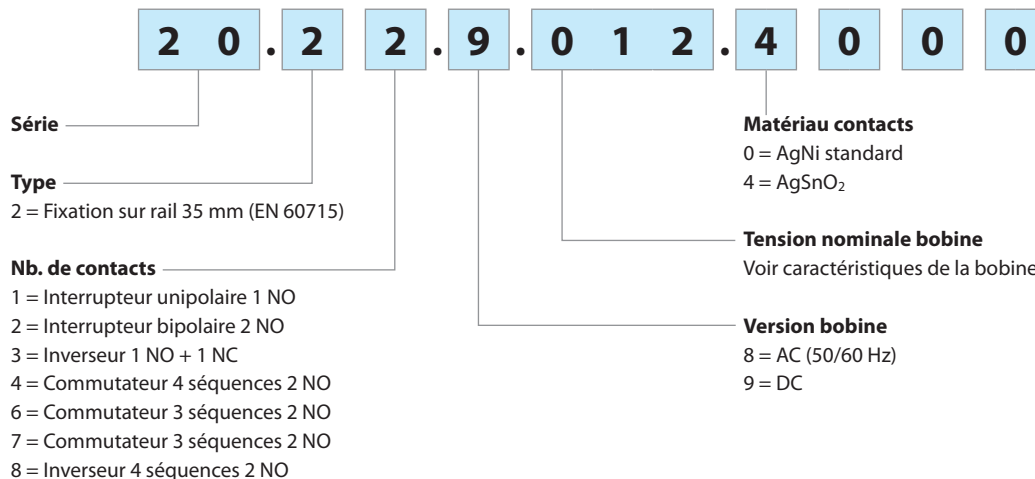 2 0 . 2 2 . 9 . 0 1 2 . 4 0 0 0
Série
Type
2 = Fixation sur rail 35 mm (EN 60715)
Nb. de contacts
1 = Interrupteur unipolaire 1 NO
2 = Interrupteur bipolaire 2 NO
3 = Inverseur 1 NO + 1 NC
4 = Commutateur 4 séquences 2 NO
6 = Commutateur 3 séquences 2 NO
7 = Commutateur 3 séquences 2 NO
8 = Inverseur 4 séquences 2 NO
Matériau contacts
0 = AgNi standard
4 = AgSnO₂
Tension nominale bobine
Voir caractéristiques de la bobine
Version bobine
8 = AC (50/60 Hz)
9 = DC